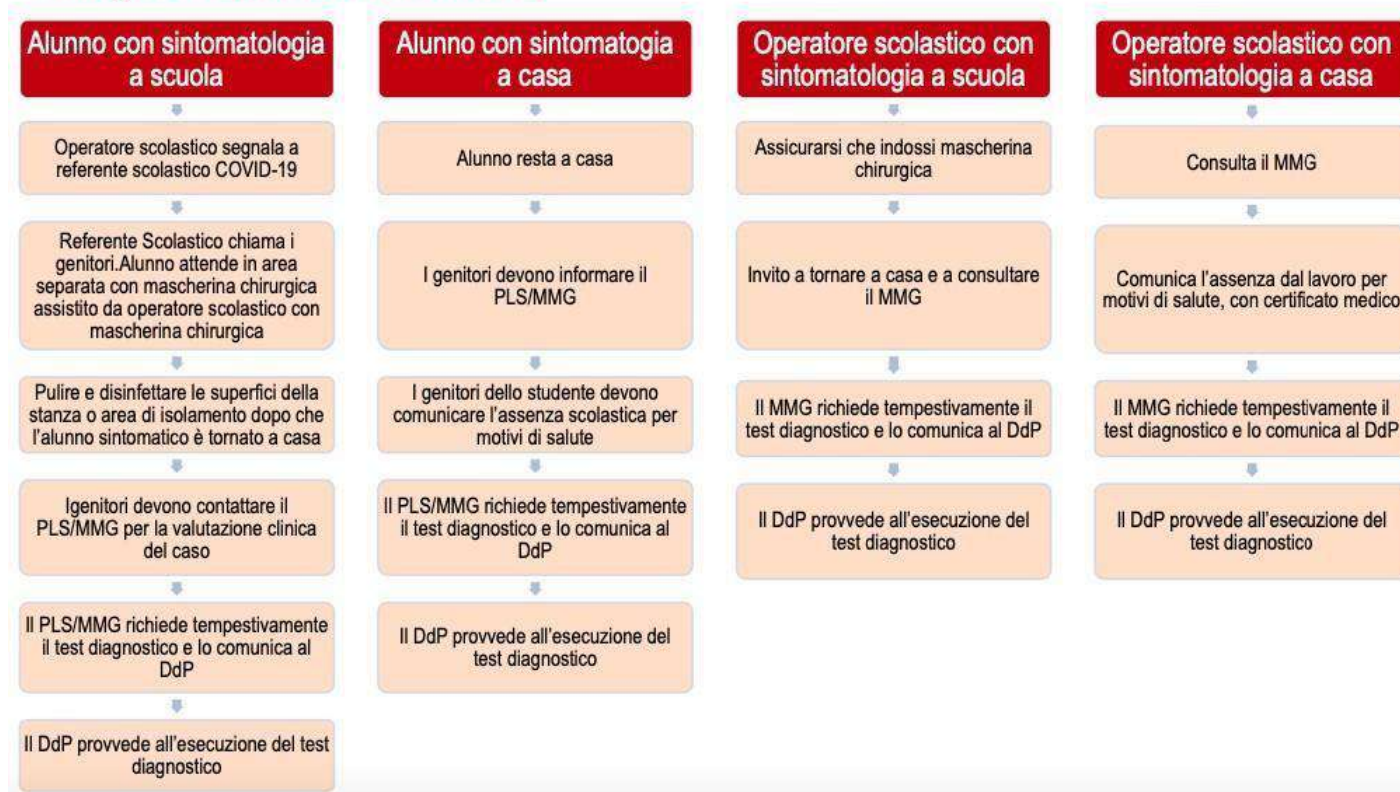 Alunno con sintomatologia
a scuola
Operatore scolastico segnala a
referente scolastico COVID-19
Referente Scolastico chiama i
genitori.Alunno attende in area
separata con mascherina chirurgica
assistito da operatore scolastico con
mascherina chirurgica
Pulire e disinfettare le superfici della
stanza o area di isolamento dopo che
l'alunno sintomatico è tornato a casa
Igenitori devono contattare il
PLS/MMG per la valutazione clinica
del caso
Il PLS/MMG richiede tempestivamente
il test diagnostico e lo comunica al
DdP
Il DdP provvede all'esecuzione del test
diagnostico
Alunno con sintomatogia
a casa
Alunno resta a casa
I genitori devono informare il
PLS/MMG
I genitori dello studente devono
comunicare l'assenza scolastica per
motivi di salute
Il PLS/MMG richiede tempestivamente
il test diagnostico e lo comunica al
DdP
Il DdP provvede all'esecuzione del
test diagnostico
Operatore scolastico con
sintomatologia a scuola
Assicurarsi che indossi mascherina
chirurgica
Invito a tornare a casa e a consultare
il MMG
Il MMG richiede tempestivamente il
test diagnostico e lo comunica al DdP
Il DdP provvede all'esecuzione del
test diagnostico
Operatore scolastico con
sintomatologia a casa
Consulta il MMG
Comunica l'assenza dal lavoro per
motivi di salute, con certificato medico
Il MMG richiede tempestivamente il
test diagnostico e lo comunica al DdP
Il DdP provvede all'esecuzione del
test diagnostico